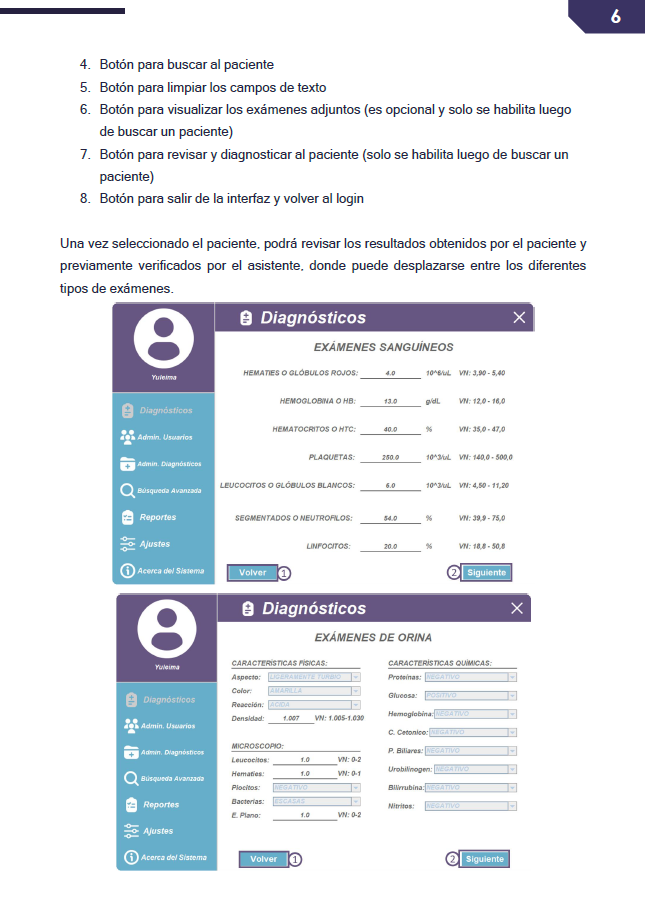 6
4. Botón para buscar al paciente
5. Botón para limpiar los campos de texto
6. Botón para visualizar los exámenes adjuntos (es opcional y solo se habilita luego
de buscar un paciente)
7. Botón para revisar y diagnosticar al paciente (solo se habilita luego de buscar un
paciente)
8. Botón para salir de la interfaz y volver al login
Una vez seleccionado el paciente, podrá revisar los resultados obtenidos por el paciente y
previamente verificados por el asistente, donde puede desplazarse entre los diferentes
tipos de exámenes.
Yuleima
Diagnósticos
Admin. Usuarios
Admin. Diagnósticos
Búsqueda Avanzada
Reportes
Ajustes
Acerca del Sistema
Diagnósticos
EXÁMENES SANGUÍNEOS
HEMATIES O GLÓBULOS ROJOS: 4.0 10^6/uL VN: 3,90 - 5,40
HEMOGLOBINA O HB: 13.0 g/dL VN: 12,0 - 16,0
HEMATOCRITOS O HTC: 40.0 % VN: 35,0 - 47,0
PLAQUETAS: 250.0 10^3/uL VN: 140,0 - 500,0
LEUCOCITOS O GLÓBULOS BLANCOS: 6.0 10^3/uL VN: 4,50 - 11,20
SEGMENTADOS O NEUTROFILOS: 54.0 % VN: 39,9 - 75,0
LINFOCITOS: 20.0 % VN: 18,8 - 50,8
Volver 1 2 Siguiente
Yuleima
Diagnósticos
Admin. Usuarios
Admin. Diagnósticos
Búsqueda Avanzada
Reportes
Ajustes
Acerca del Sistema
Diagnósticos
EXÁMENES DE ORINA
CARACTERÍSTICAS FÍSICAS:
Aspecto: LIGERAMENTE TURBIO
Color: AMARILLA
Reacción: ACIDA
Densidad: 1.007 VN: 1.005-1,030
MICROSCOPIO:
Leucocitos: 1.0 VN: 0-2
Hematíes: 1.0 VN: 0-1
Piocitos: NEGATIVO
Bacterias: ESCASAS
E. Plano: 1.0 VN: 0-2
CARACTERÍSTICAS QUÍMICAS:
Proteínas: NEGATIVO
Glucosa: POSITIVO
Hemoglobina: NEGATIVO
C. Cetonico: NEGATIVO
P. Biliares: NEGATIVO
Urobilinogen: NEGATIVO
Bilirrubina: NEGATIVO
Nitritos: NEGATIVO
Volver 1 2 Siguiente